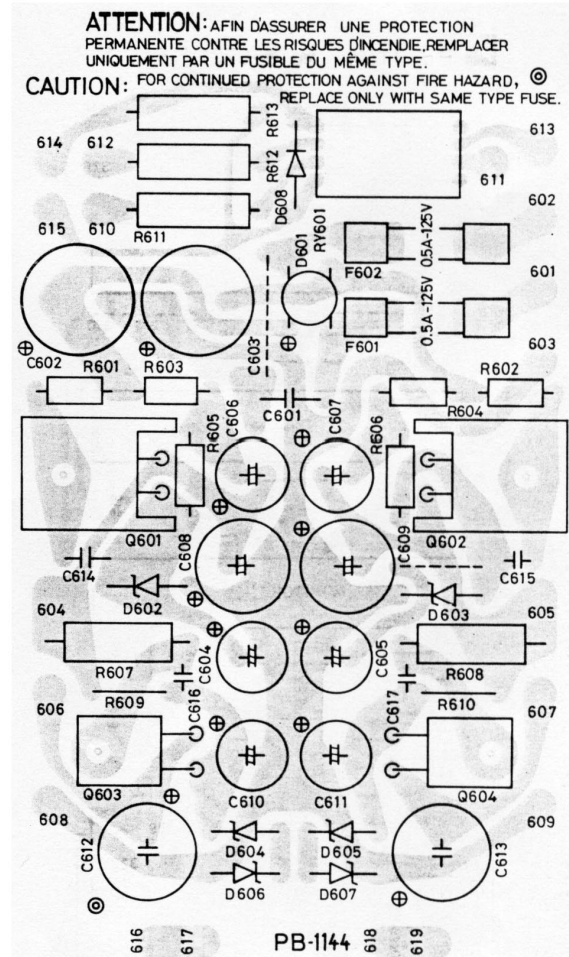 ATTENTION: AFIN D'ASSURER UNE PROTECTION
PERMANENTE CONTRE LES RISQUES D'INCENDIE,REMPLACER
UNIQUEMENT PAR UN FUSIBLE DU MÊME TYPE.
CAUTION: FOR CONTINUED PROTECTION AGAINST FIRE HAZARD,
REPLACE ONLY WITH SAME TYPE FUSE.
R613
613
614 612
R612
611
D608
602
615 610
R611
D601
RY601
F602
0.5A-125V
601
F601
0.5A-125V
603
C602
R601
R603
C603
R602
C601
R604
R605
C606
C607
R606
Q601
C608
C609
Q602
C614
C615
D602
D603
604
605
R607
C604
C605
R608
R609
C616
C617
R610
606
607
Q603
C610
C611
Q604
608
609
C612
D604
D605
C613
D606
D607
616
617
PB-1144
618
619